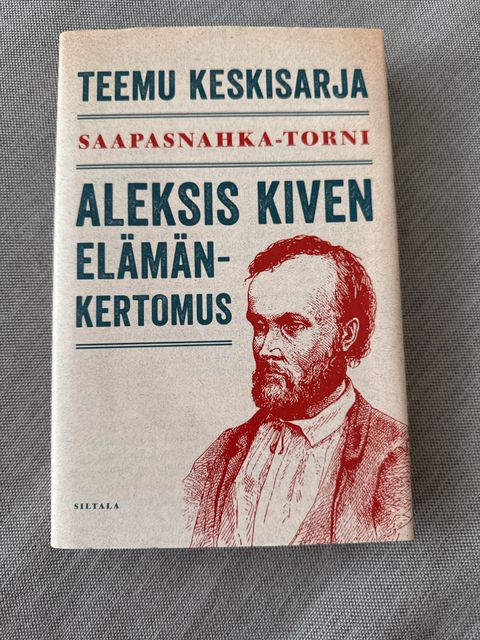 TEEMU KESKISARJA
SAAPASNAHKA-TORNI
ALEKSIS KIVEN
ELÄMÄN-
KERTOMUS
SILTALA